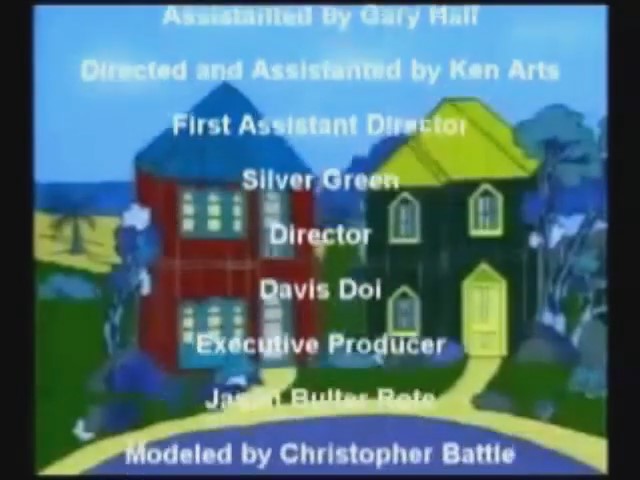 Assistanted by Gary Hall
Directed and Assistanted by Ken Arts
First Assistant Director
Silver Green
Director
Davis Doi
Executive Producer
Butler
Modeled by Christopher Battle